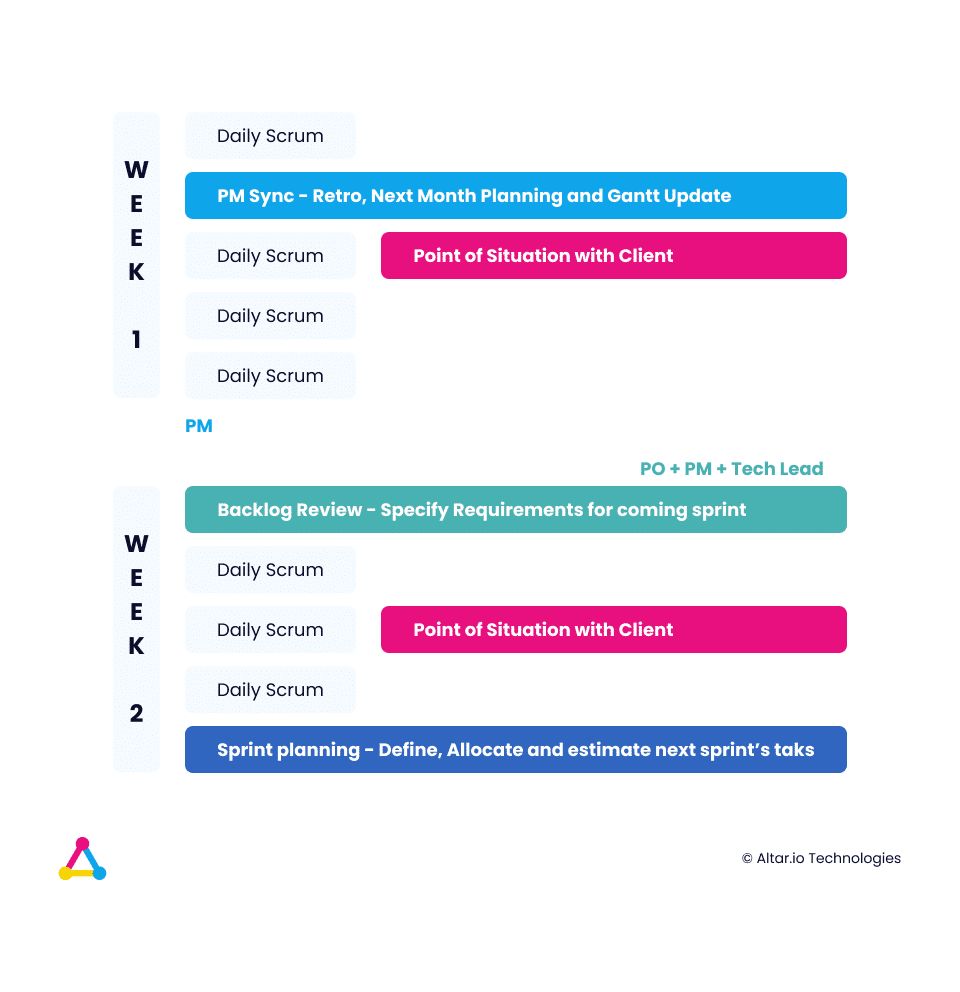 WEEK 1
Daily Scrum
PM Sync - Retro, Next Month Planning and Gantt Update
Daily Scrum
Point of Situation with Client
Daily Scrum
Daily Scrum
PM
PO + PM + Tech Lead
WEEK 2
Backlog Review - Specify Requirements for coming sprint
Daily Scrum
Daily Scrum
Point of Situation with Client
Daily Scrum
Sprint planning - Define, Allocate and estimate next sprint's taks
© Altar.io Technologies